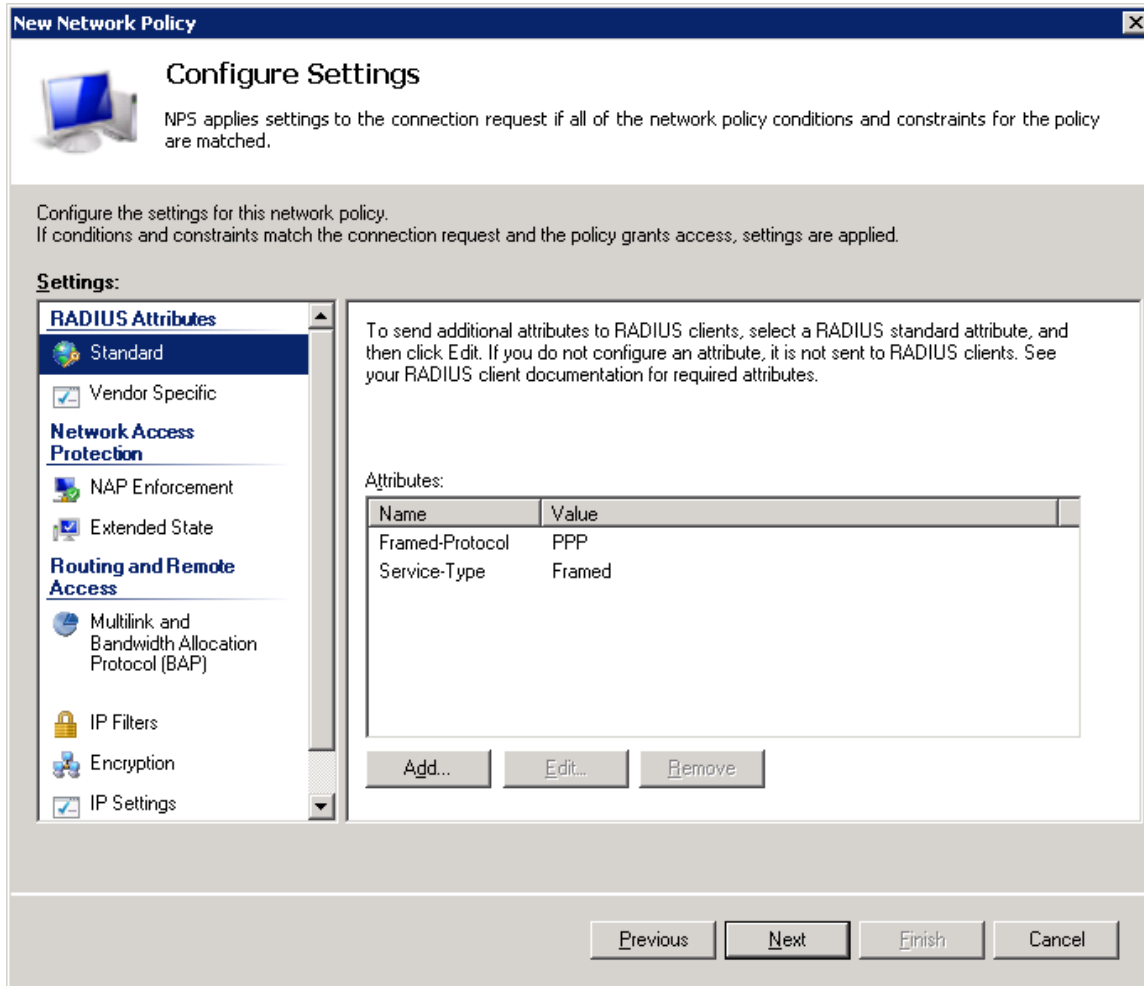 New Network Policy
Configure Settings
NPS applies settings to the connection request if all of the network policy conditions and constraints for the policy
are matched.
Configure the settings for this network policy.
If conditions and constraints match the connection request and the policy grants access, settings are applied.
Settings:
RADIUS Attributes
Standard
Vendor Specific
Network Access
Protection
NAP Enforcement
Extended State
Routing and Remote
Access
Multilink and
Bandwidth Allocation
Protocol (BAP)
IP Filters
Encryption
IP Settings
To send additional attributes to RADIUS clients, select a RADIUS standard attribute, and
then click Edit. If you do not configure an attribute, it is not sent to RADIUS clients. See
your RADIUS client documentation for required attributes.
Attributes:
Name Value
Framed-Protocol PPP
Service-Type Framed
Add... Edit... Remove
Previous Next Finish Cancel